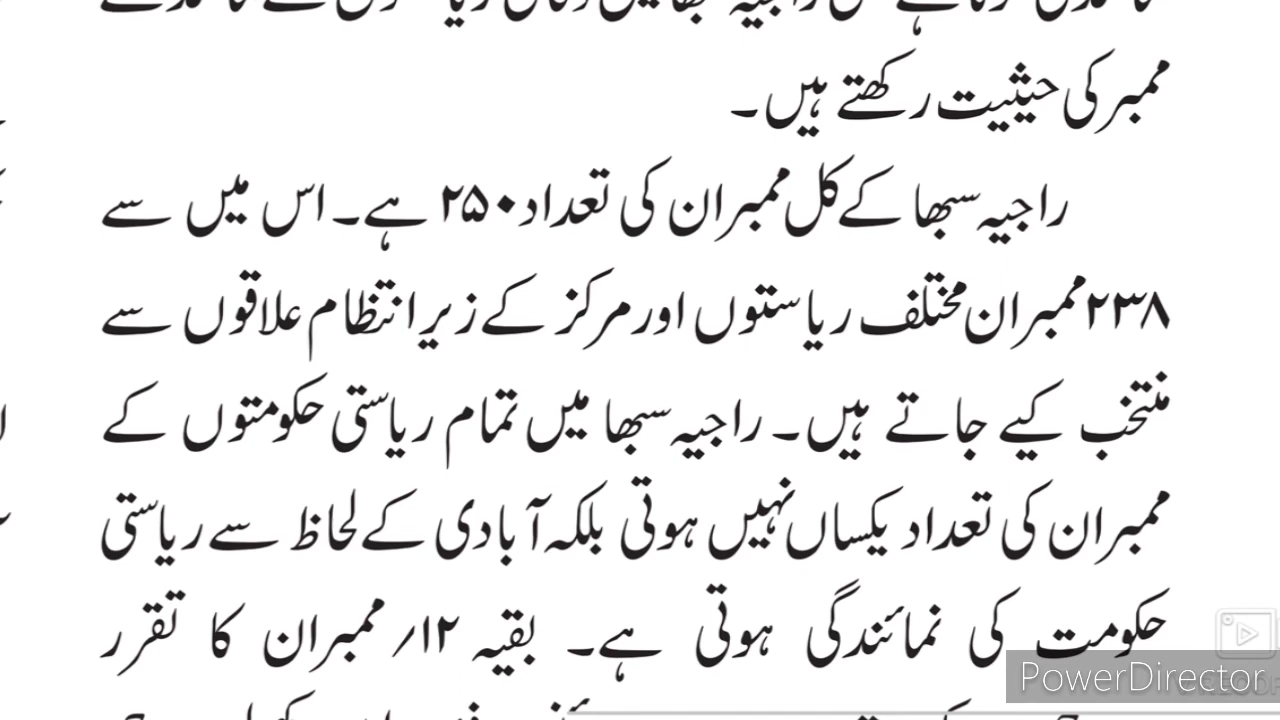 ممبر کی حیثیت رکھتے ہیں۔
راجیہ سبھا کے کل ممبران کی تعداد ۲۵۰ ہے۔ اس میں سے
۲۳۸ ممبران مختلف ریاستوں اور مرکز کے زیر انتظام علاقوں سے
منتخب کیے جاتے ہیں۔ راجیہ سبھا میں تمام ریاستی حکومتوں کے
ممبران کی تعداد یکساں نہیں ہوتی بلکہ آبادی کے لحاظ سے ریاستی
حکومت کی نمائندگی ہوتی ہے۔ بقیہ ۱۲؍ ممبران کا تقرر
PowerDirector